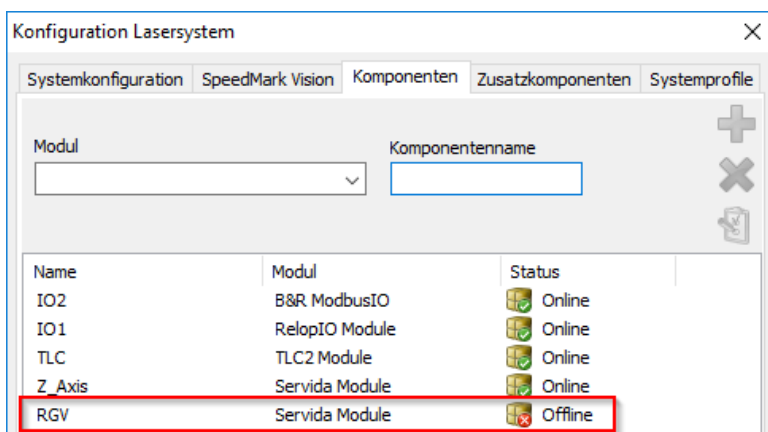 Konfiguration Lasersystem
Systemkonfiguration SpeedMark Vision Komponenten Zusatzkomponenten Systemprofile
Modul Komponentenname
Name Modul Status
IO2 B&R ModbusIO Online
IO1 RelopIO Module Online
TLC TLC2 Module Online
Z_Axis Servida Module Online
RGV Servida Module Offline